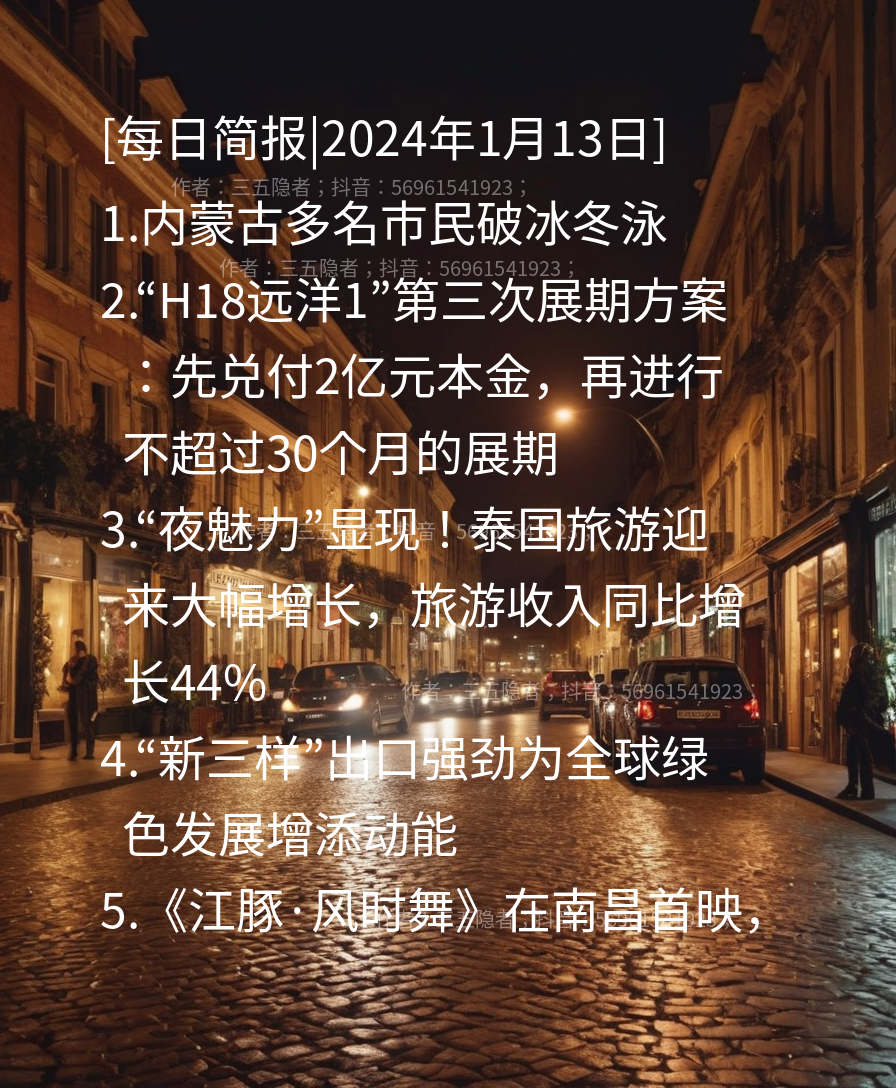 [每日简报|2024年1月13日]
作者：三五隐者；抖音：56961541923；
1.内蒙古多名市民破冰冬泳
作者：三五隐者；抖音：56961541923；
2.“H18远洋1”第三次展期方案
：先兑付2亿元本金，再进行
不超过30个月的展期
3.“夜魅力”显现！泰国旅游迎
来大幅增长，旅游收入同比增
长44%
作者：三五隐者；抖音：56961541923
4.“新三样”出口强劲为全球绿
色发展增添动能
5.《江豚·风时舞》在南昌首映，